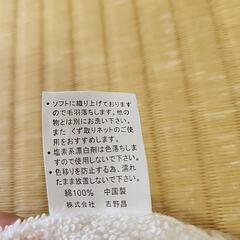 ・ソフトに織り上げております
ので毛羽落ちします。他の
物とは別にお洗い下さい。
また くず取りネットのご使
用をおすすめします。
・塩素系漂白剤は色落ちしま
すので使用しないで下さい。
・色移りを防止する為、濡れ
たまま放置しないで下さい。
綿100% 中国製
株式会社 吉野昌